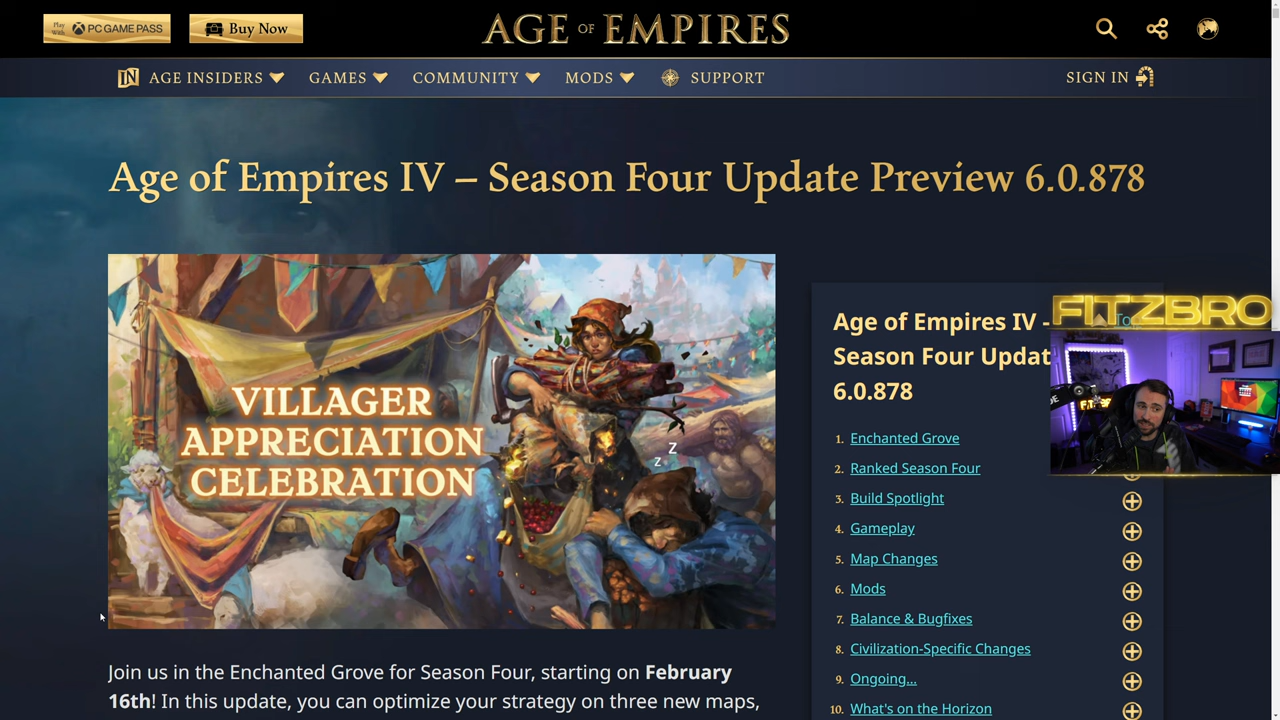 Play With PC GAME PASS
Buy Now
AGE OF EMPIRES
IN AGE INSIDERS
GAMES
COMMUNITY
MODS
SUPPORT
SIGN IN
Age of Empires IV – Season Four Update Preview 6.0.878
VILLAGER
APPRECIATION
CELEBRATION
z
z
Join us in the Enchanted Grove for Season Four, starting on February
16th! In this update, you can optimize your strategy on three new maps,
Age of Empires IV -
Season Four Updat
6.0.878
1. Enchanted Grove
2. Ranked Season Four
3. Build Spotlight
4. Gameplay
5. Map Changes
6. Mods
7. Balance & Bugfixes
8. Civilization-Specific Changes
9. Ongoing...
10. What's on the Horizon
FITZBRO